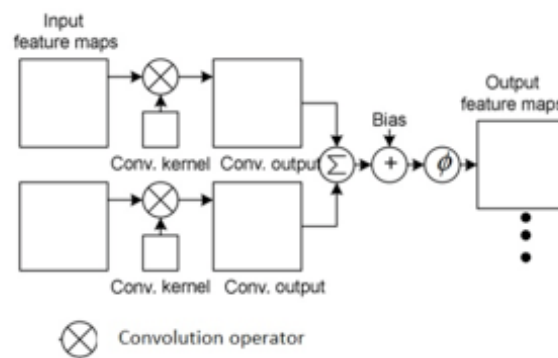 Input
feature maps
Conv. kernel
Conv. output
Σ
Bias
+
ϕ
Output
feature maps
Conv. kernel
Conv. output
Convolution operator